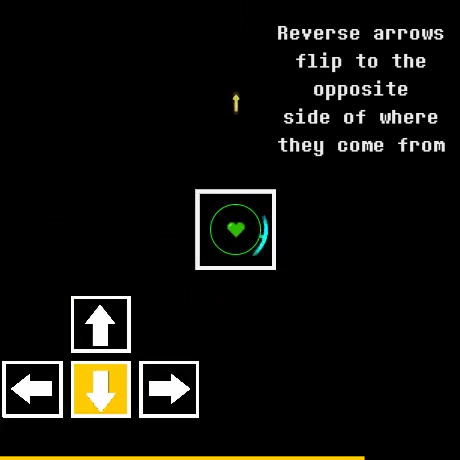 Reverse arrows
flip to the
opposite
side of where
they come from